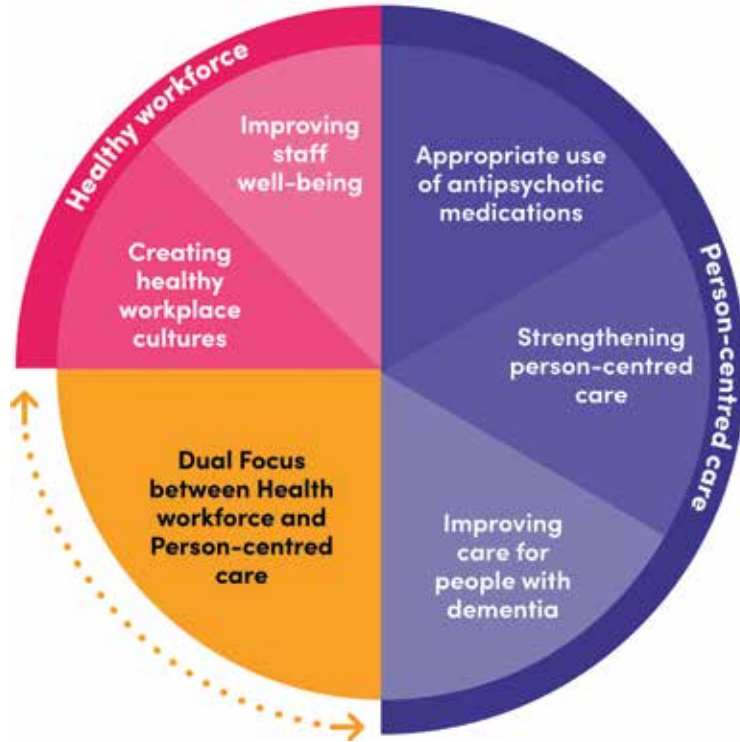 Healthy workforce
Improving
staff
well-being
Creating
healthy
workplace
cultures
Appropriate use
of antipsychotic
medications
Strengthening
person-centred
care
Improving
care for
people with
dementia
Person-centred care
Dual Focus
between Health
workforce and
Person-centred
care